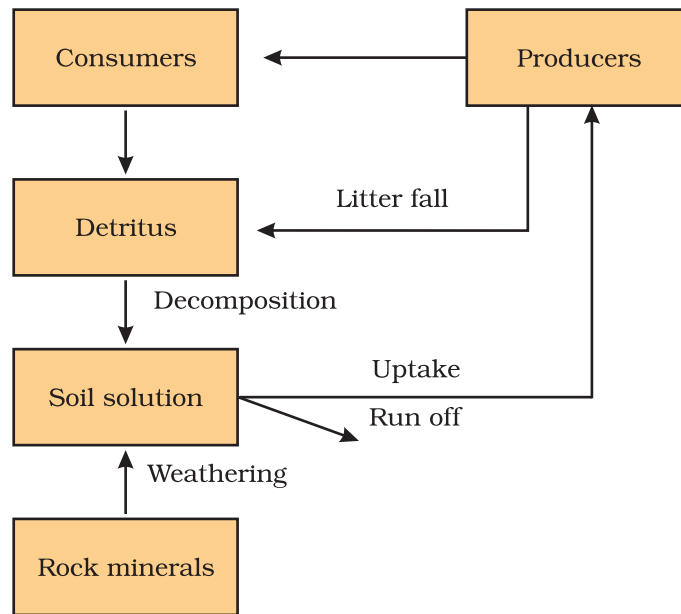 Consumers
Producers
Litter fall
Detritus
Decomposition
Uptake
Soil solution
Run off
Weathering
Rock minerals